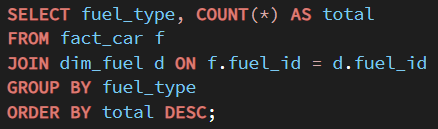 SELECT fuel_type, COUNT(*) AS total
FROM fact_car f
JOIN dim_fuel d ON f.fuel_id = d.fuel_id
GROUP BY fuel_type
ORDER BY total DESC;